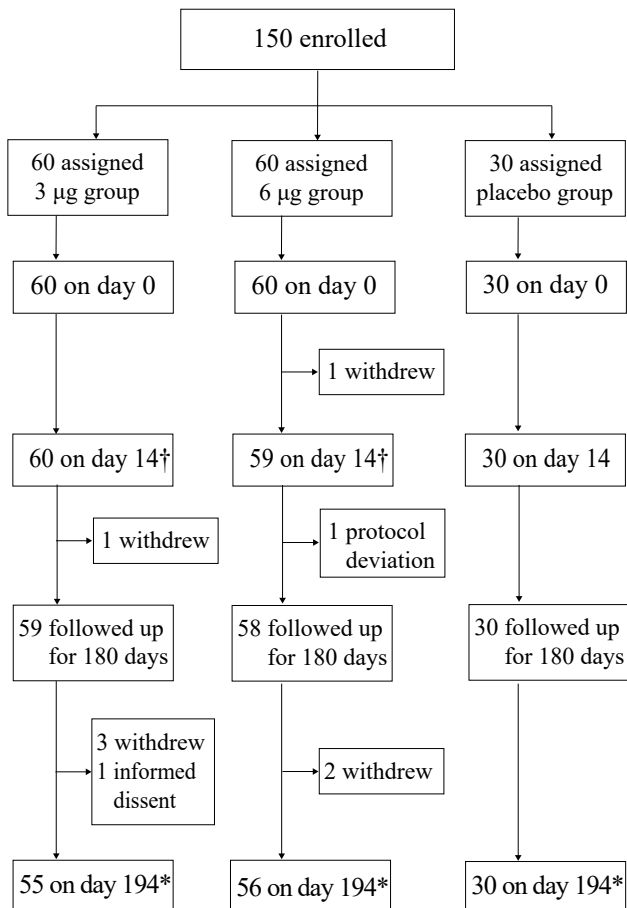 150 enrolled
60 assigned
3 μg group
60 assigned
6 μg group
30 assigned
placebo group
60 on day 0
60 on day 0
30 on day 0
1 withdrew
60 on day 14†
59 on day 14†
30 on day 14
1 withdrew
1 protocol
deviation
59 followed up
for 180 days
58 followed up
for 180 days
30 followed up
for 180 days
3 withdrew
1 informed
dissent
2 withdrew
55 on day 194*
56 on day 194*
30 on day 194*